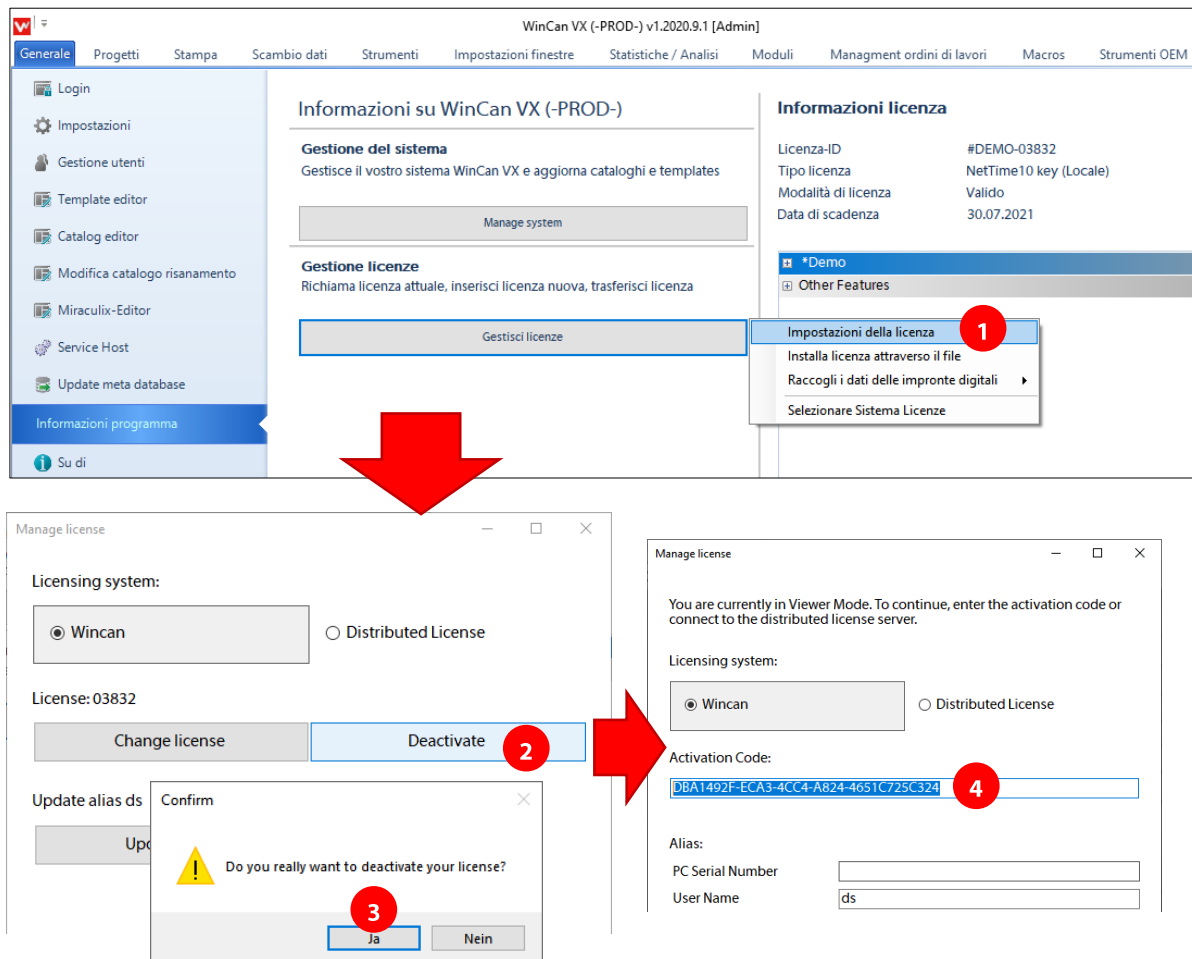 WinCan VX (-PROD-) v1.2020.9.1 [Admin]
Generale Progetti Stampa Scambio dati Strumenti Impostazioni finestre Statistiche / Analisi Moduli Managment ordini di lavori Macros Strumenti OEM
Login
Impostazioni
Gestione utenti
Template editor
Catalog editor
Modifica catalogo risanamento
Miraculix-Editor
Service Host
Update meta database
Informazioni programma
Su di
Informazioni su WinCan VX (-PROD-)
Gestione del sistema
Gestisce il vostro sistema WinCan VX e aggiorna cataloghi e templates
Manage system
Gestione licenze
Richiama licenza attuale, inserisci licenza nuova, trasferisci licenza
Gestisci licenze
Informazioni licenza
Licenza-ID #DEMO-03832
Tipo licenza NetTime10 key (Locale)
Modalità di licenza Valido
Data di scadenza 30.07.2021
*Demo
Other Features
Impostazioni della licenza 1
Installa licenza attraverso il file
Raccogli i dati delle impronte digitali
Selezionare Sistema Licenze
Manage license
Licensing system:
Wincan Distributed License
License: 03832
Change license Deactivate 2
Update alias ds
Upd
Confirm
Do you really want to deactivate your license?
3
Ja Nein
Manage license
You are currently in Viewer Mode. To continue, enter the activation code or
connect to the distributed license server.
Licensing system:
Wincan Distributed License
Activation Code:
DBA1492F-ECA3-4CC4-A824-4651C725C324 4
Alias:
PC Serial Number
User Name ds